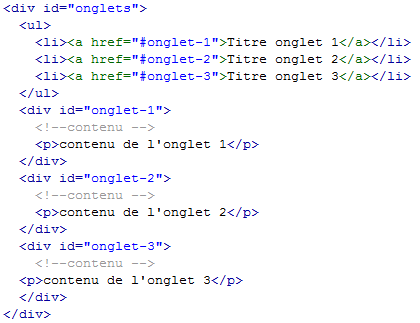 <div id="onglets">
  <ul>
    <li><a href="#onglet-1">Titre onglet 1</a></li>
    <li><a href="#onglet-2">Titre onglet 2</a></li>
    <li><a href="#onglet-3">Titre onglet 3</a></li>
  </ul>
  <div id="onglet-1">
    <!--contenu -->
    <p>contenu de l'onglet 1</p>
  </div>
  <div id="onglet-2">
    <!--contenu -->
    <p>contenu de l'onglet 2</p>
  </div>
  <div id="onglet-3">
    <!--contenu -->
  <p>contenu de l'onglet 3</p>
  </div>
</div>